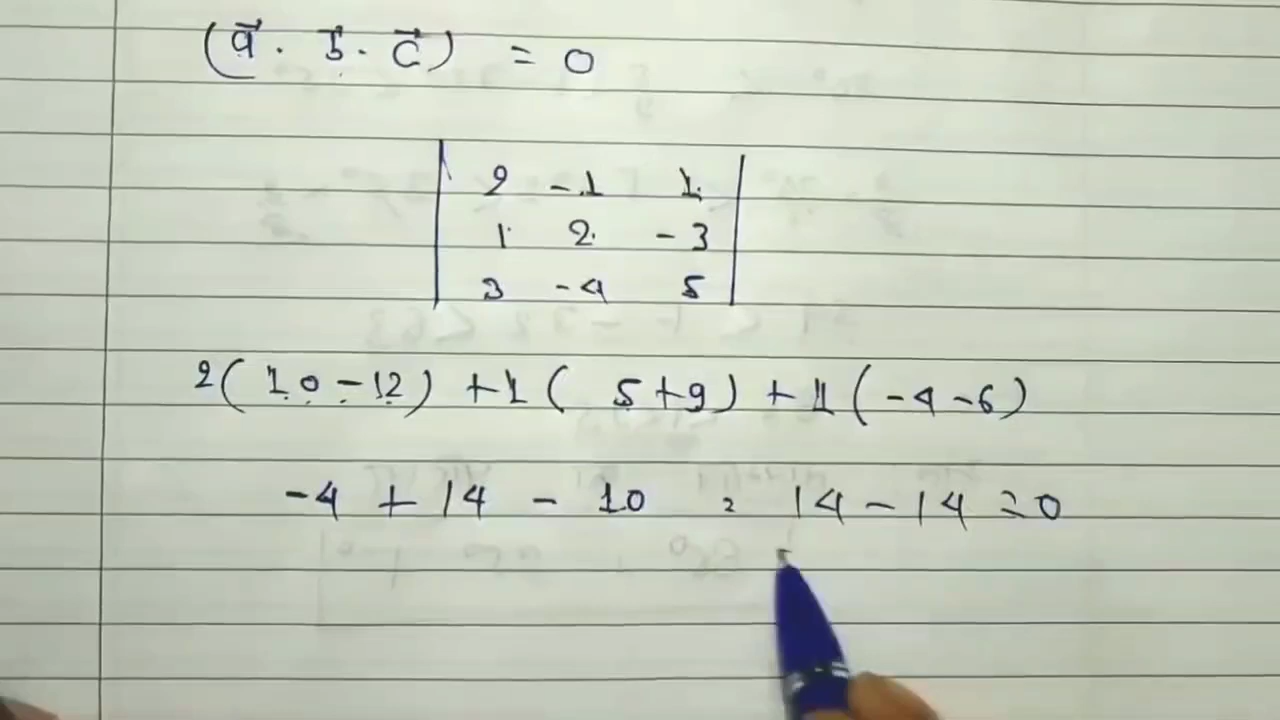 (a⃗ · b⃗ · c⃗) = 0
2 -1 1
1 2 -3
3 -4 5
2(10-12) +1(5+9) +1(-4-6)
-4 + 14 - 10 = 14-14=0